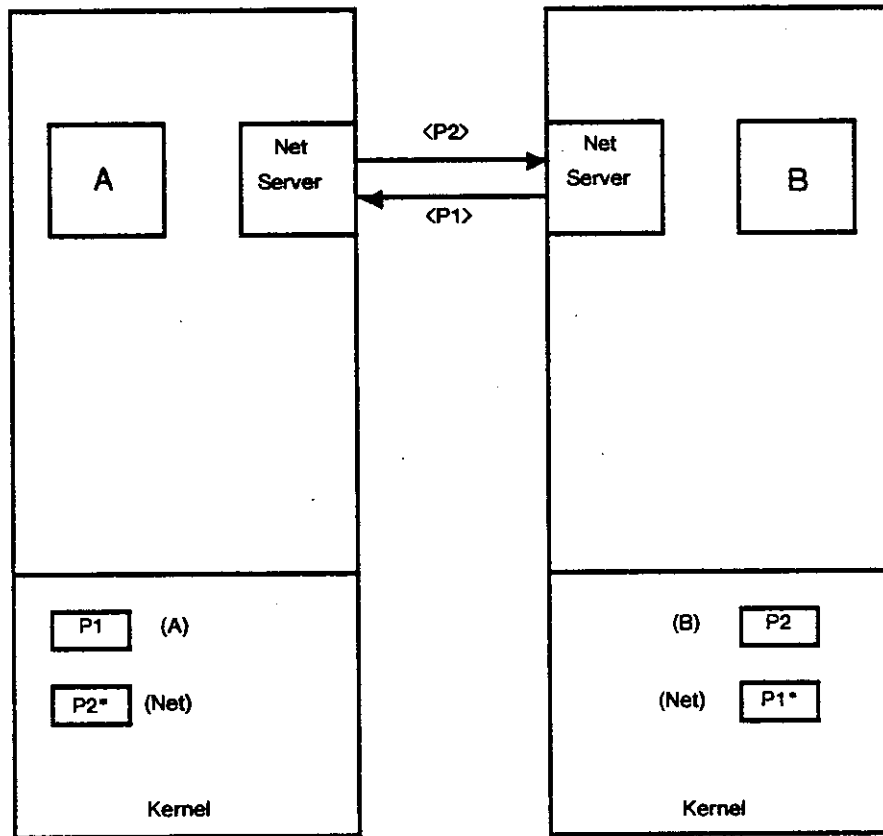 A
Net
Server
<P2>
<P1>
Net
Server
B
P1 (A)
P2* (Net)
Kernel
(B) P2
(Net) P1*
Kernel